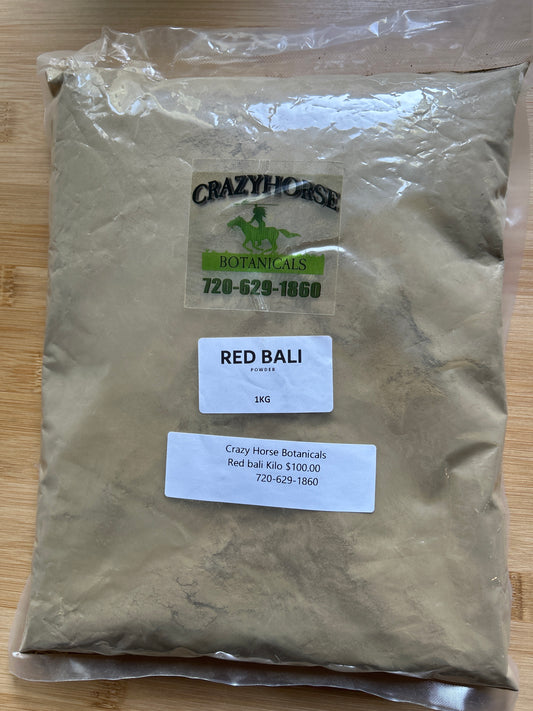 CRAZYHORSE
BOTANICALS
720-629-1860
RED BALI
POWDER
1KG
Crazy Horse Botanicals
Red bali Kilo $100.00
720-629-1860